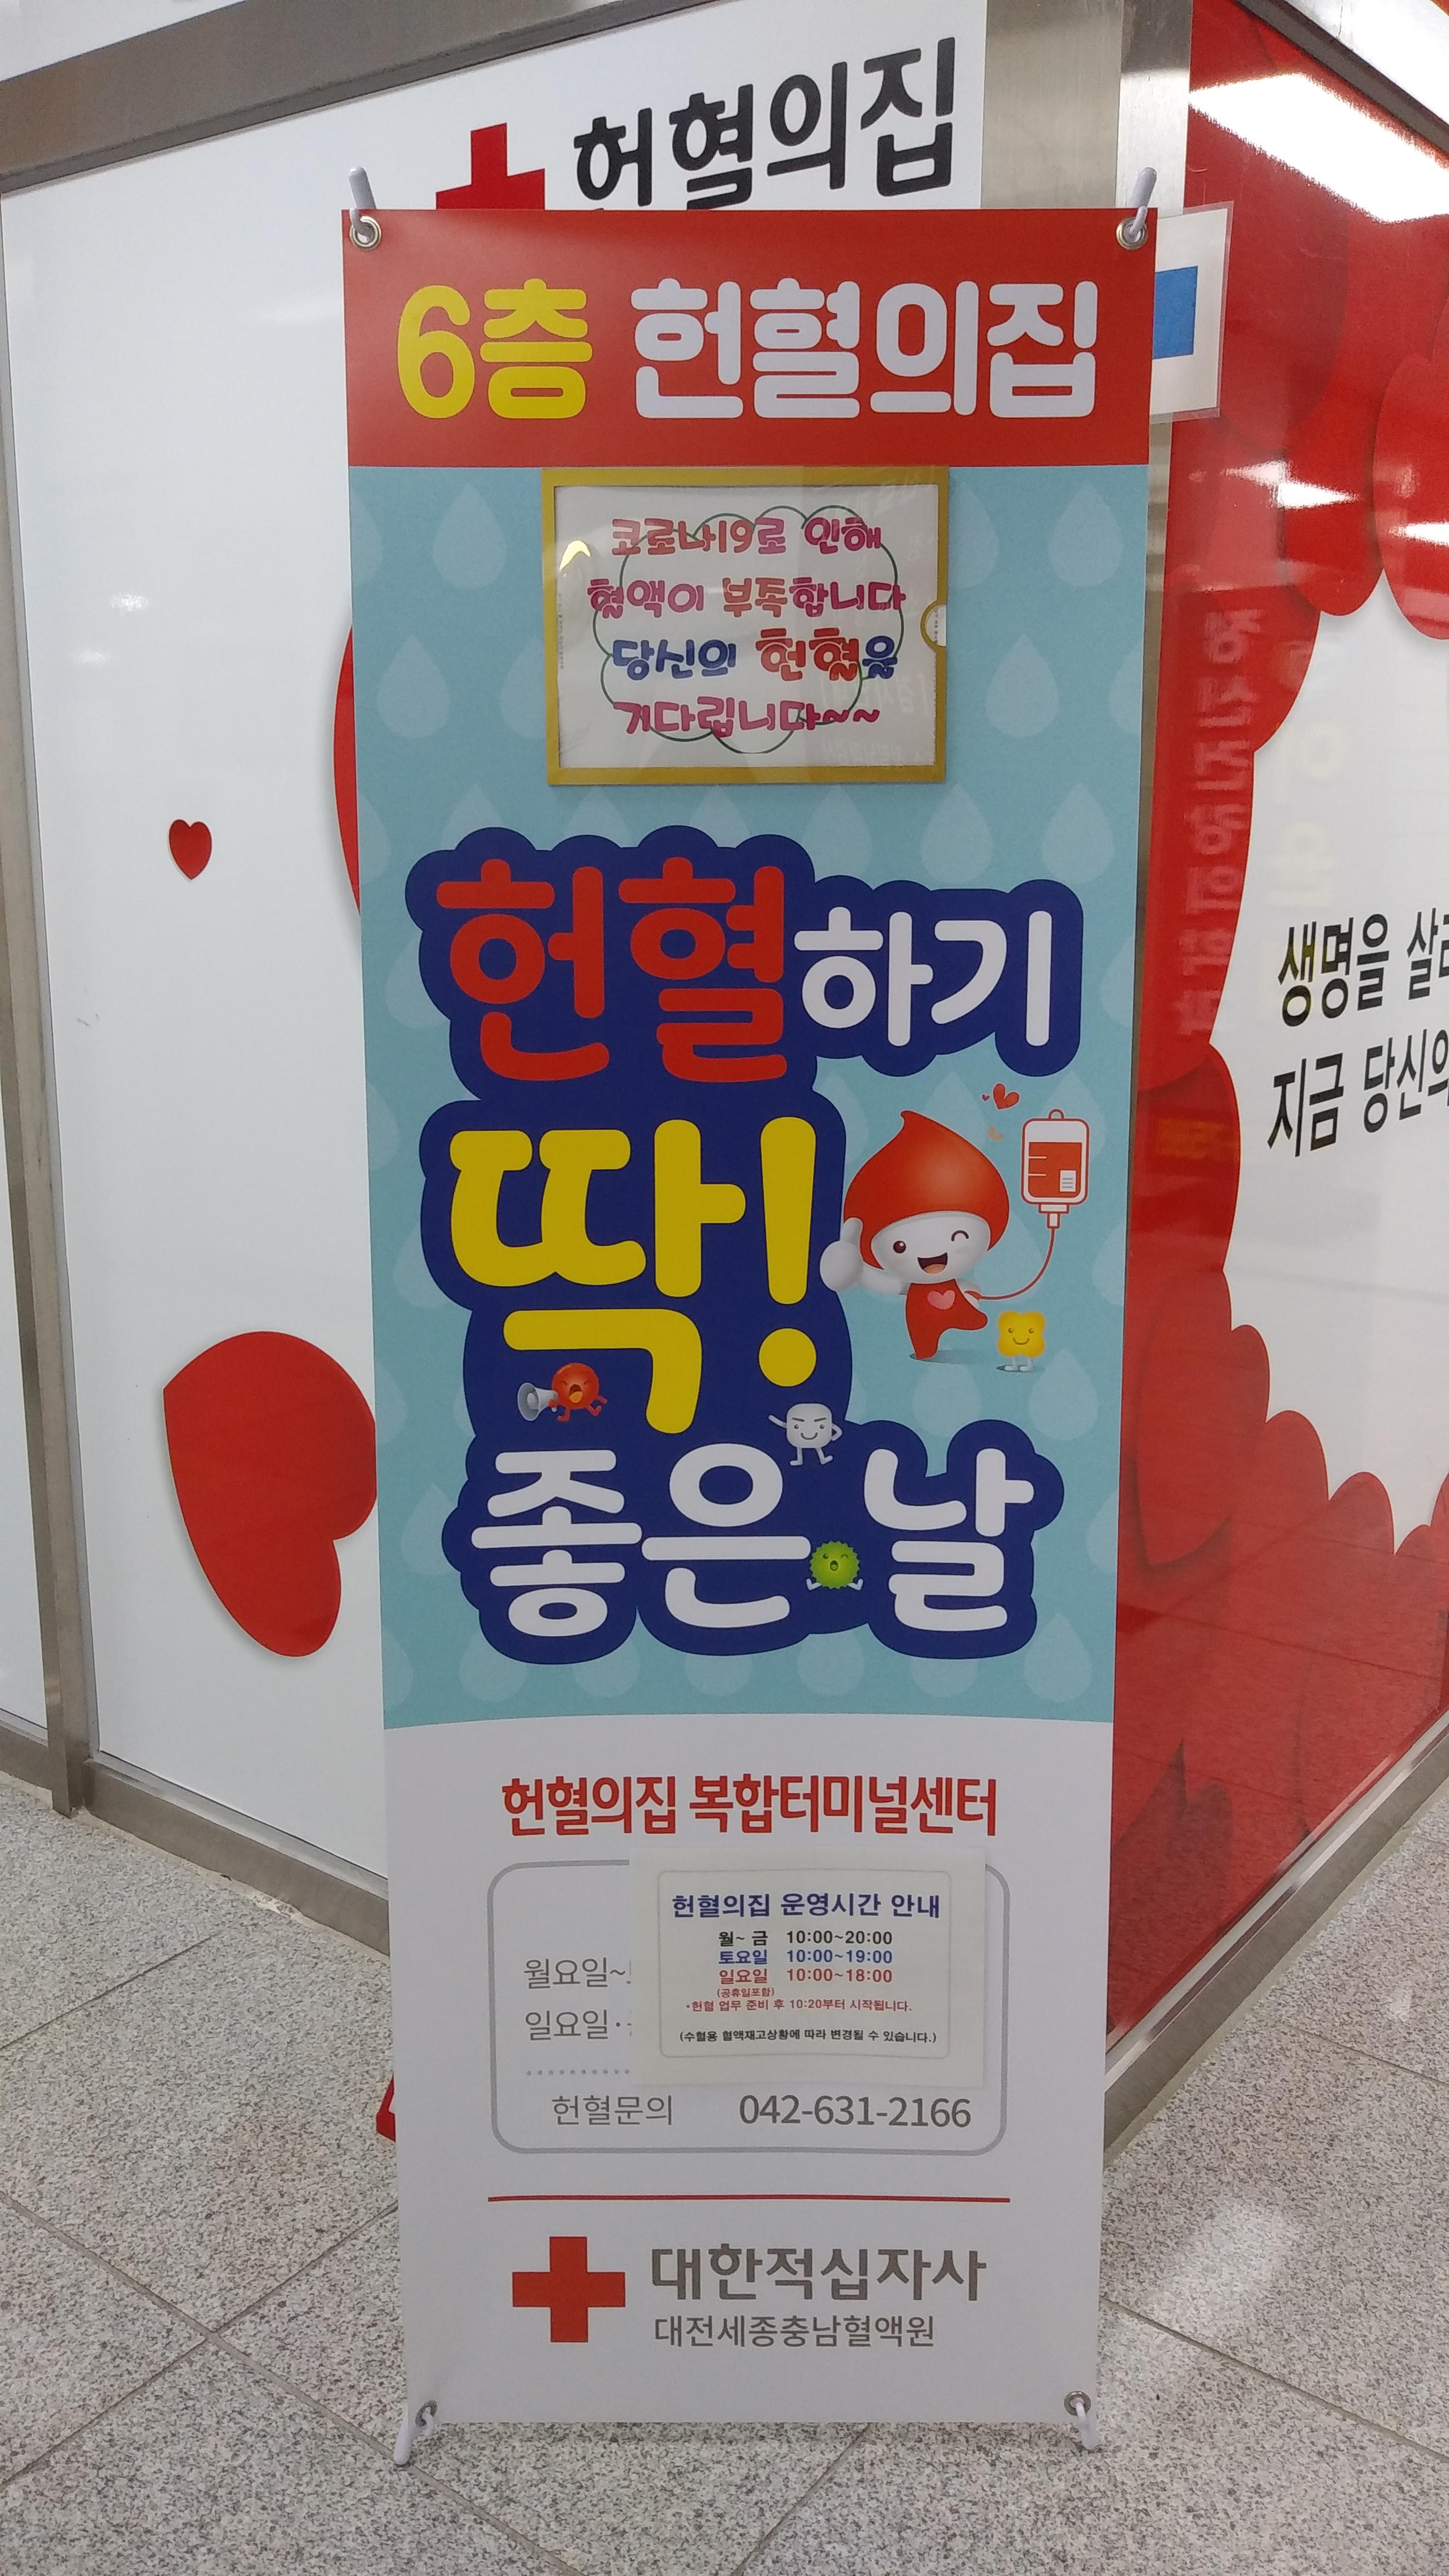 헌혈의집
6층 헌혈의집
코로나19로 인해
혈액이 부족합니다
당신의 헌혈을
기다립니다~~
헌혈하기
딱!
좋은 날
생명을
지금 당신의
헌혈의집 복합터미널센터
헌혈의집 운영시간 안내
월~ 금 10:00~20:00
토요일 10:00~19:00
일요일 10:00~18:00
(공휴일포함)
•헌혈 업무 준비 후 10:20부터 시작됩니다.
(수혈용 혈액재고상황에 따라 변경될 수 있습니다.)
월요일~
일요일·
헌혈문의 042-631-2166
대한적십자사
대전세종충남혈액원